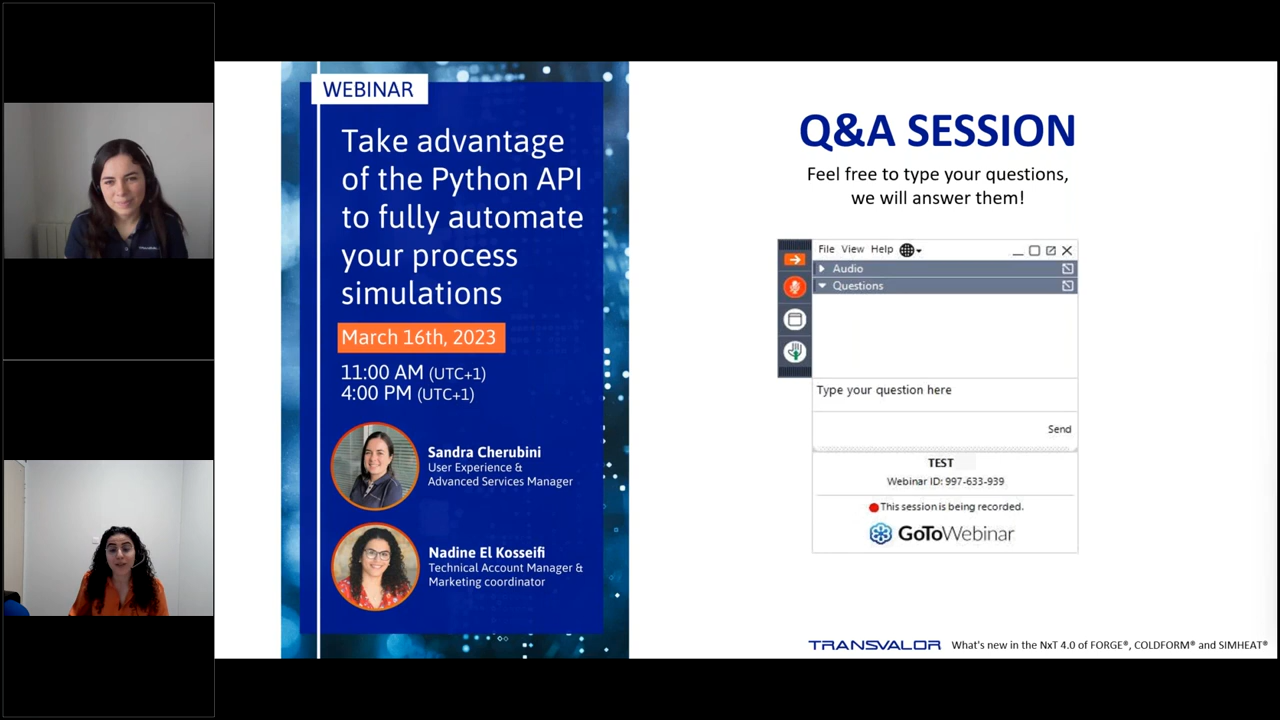 WEBINAR
Take advantage
of the Python API
to fully automate
your process
simulations
March 16th, 2023
11:00 AM (UTC+1)
4:00 PM (UTC+1)
Sandra Cherubini
User Experience &
Advanced Services Manager
Nadine El Kosseifi
Technical Account Manager &
Marketing coordinator
Q&A SESSION
Feel free to type your questions,
we will answer them!
File View Help
Audio
Questions
Type your question here
Send
TEST
Webinar ID: 997-633-939
This session is being recorded.
GoToWebinar
TRANSVALOR What's new in the NxT 4.0 of FORGE®, COLDFORM® and SIMHEAT®